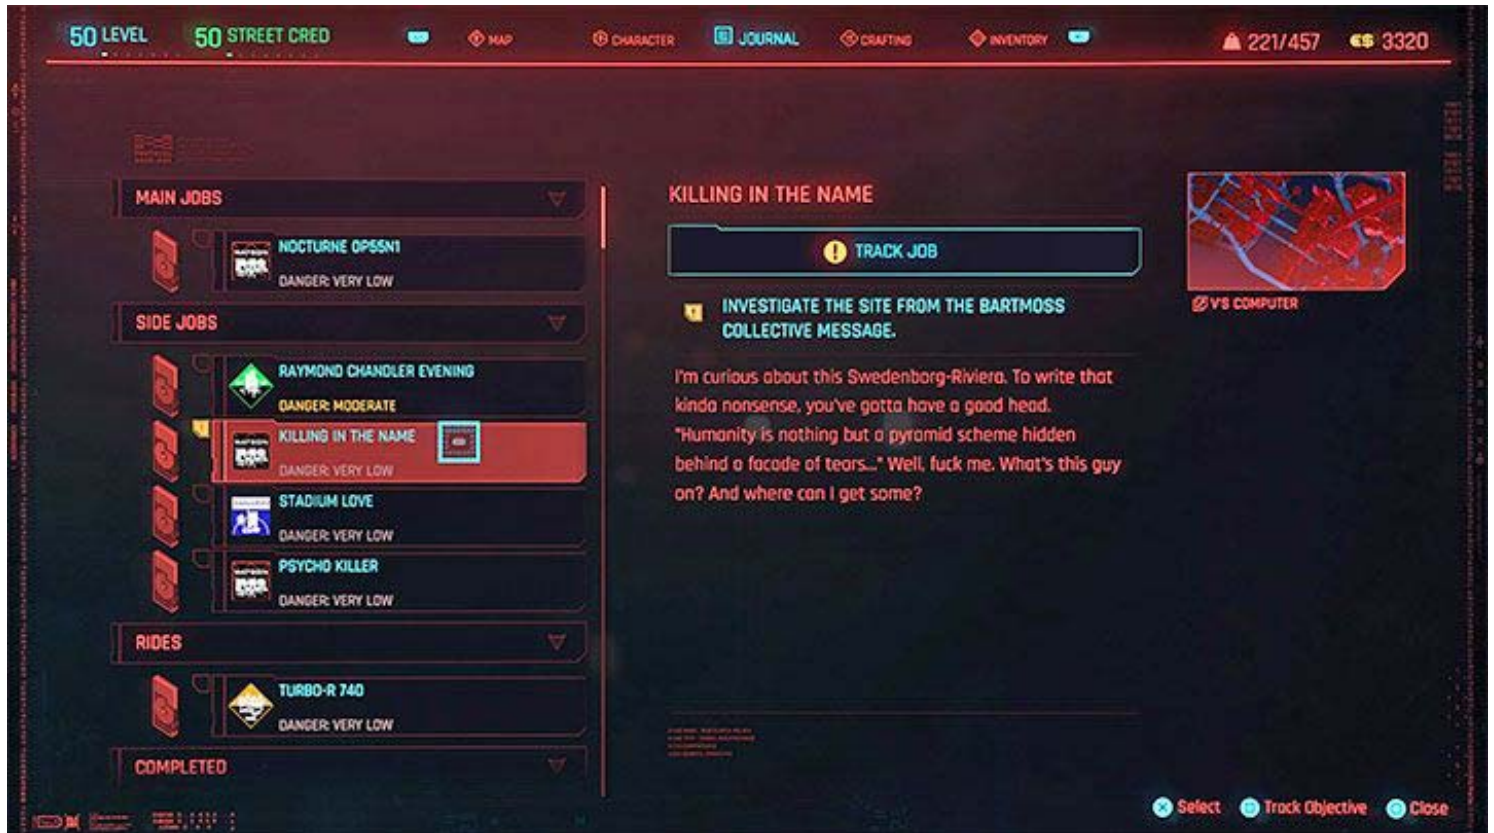 50 LEVEL
50 STREET CRED
MAP
CHARACTER
JOURNAL
CRAFTING
INVENTORY
221/457
€$ 3320
MAIN JOBS
NOCTURNE OP55N1
DANGER: VERY LOW
SIDE JOBS
RAYMOND CHANDLER EVENING
DANGER: MODERATE
KILLING IN THE NAME
DANGER: VERY LOW
STADIUM LOVE
DANGER: VERY LOW
PSYCHO KILLER
DANGER: VERY LOW
RIDES
TURBO-R 740
DANGER: VERY LOW
COMPLETED
KILLING IN THE NAME
TRACK JOB
INVESTIGATE THE SITE FROM THE BARTMOSS
COLLECTIVE MESSAGE.
I'm curious about this Swedenborg-Riviera. To write that
kinda nonsense, you've gotta have a good head.
"Humanity is nothing but a pyramid scheme hidden
behind a facade of tears..." Well, fuck me. What's this guy
on? And where can I get some?
V'S COMPUTER
Select
Track Objective
Close